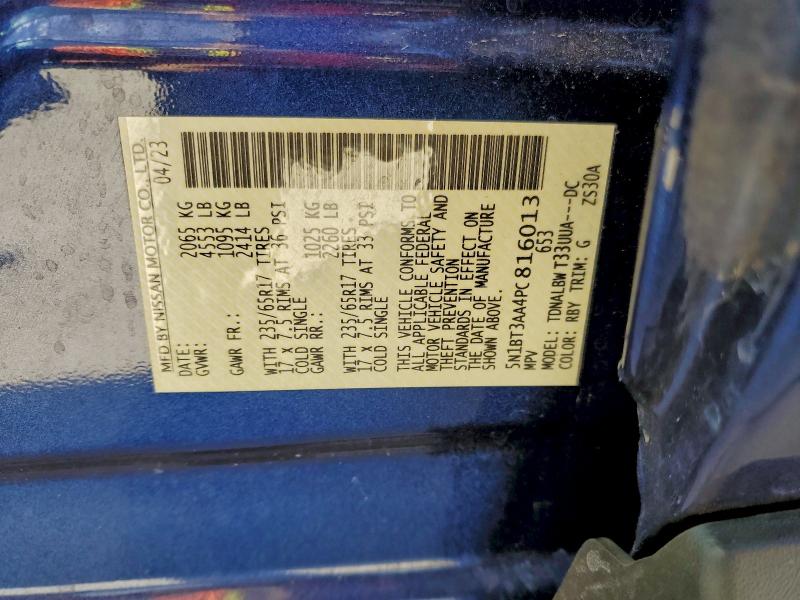 MFD BY NISSAN MOTOR CO., LTD.
DATE: 04/23
GVWR: 2065 KG
4553 LB
GAWR FR.: 1095 KG
2414 LB
WITH 235/65R17 TIRES
17 X 7.5 RIMS AT 36 PSI
COLD SINGLE
GAWR RR.: 1025 KG
2260 LB
WITH 235/65R17 TIRES
17 X 7.5 RIMS AT 33 PSI
COLD SINGLE
THIS VEHICLE CONFORMS TO
ALL APPLICABLE FEDERAL
MOTOR VEHICLE SAFETY AND
THEFT PREVENTION
STANDARDS IN EFFECT ON
THE DATE OF MANUFACTURE
SHOWN ABOVE.
5N1BT3AA4PC816013
MPV 653
MODEL: TDNALBW T33UUA---DC
COLOR: RBY TRIM: G ZS30A